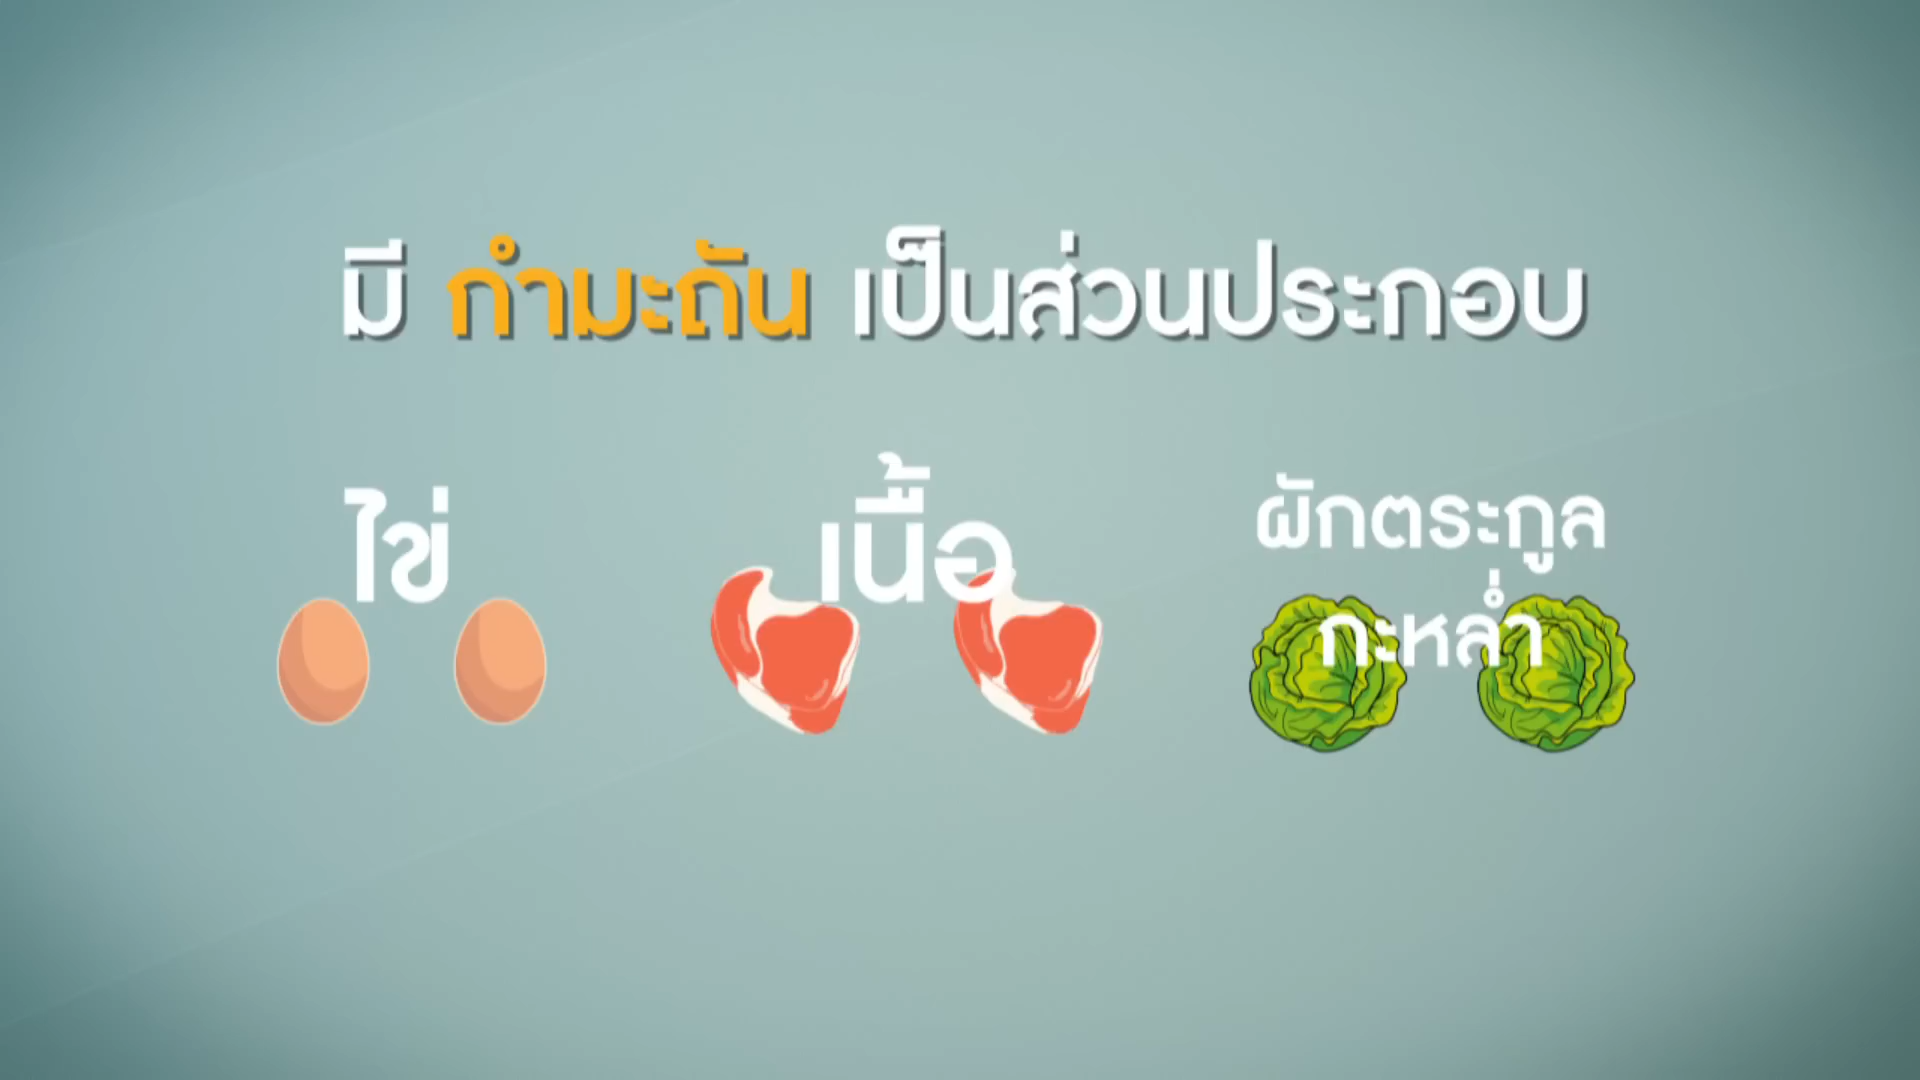 มี กำมะถัน เป็นส่วนประกอบ
ไข่
เนื้อ
ผักตระกูล
กะหล่ำ